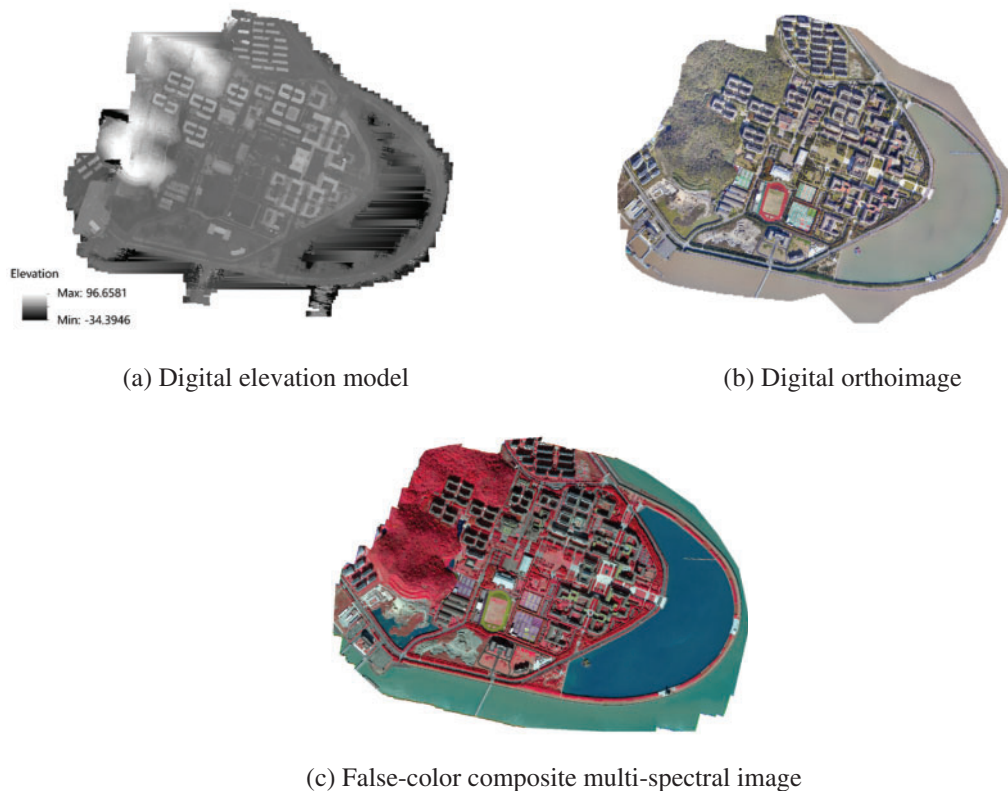 Elevation
Max: 96.6581
Min: -34.3946
(a) Digital elevation model
(b) Digital orthoimage
(c) False-color composite multi-spectral image